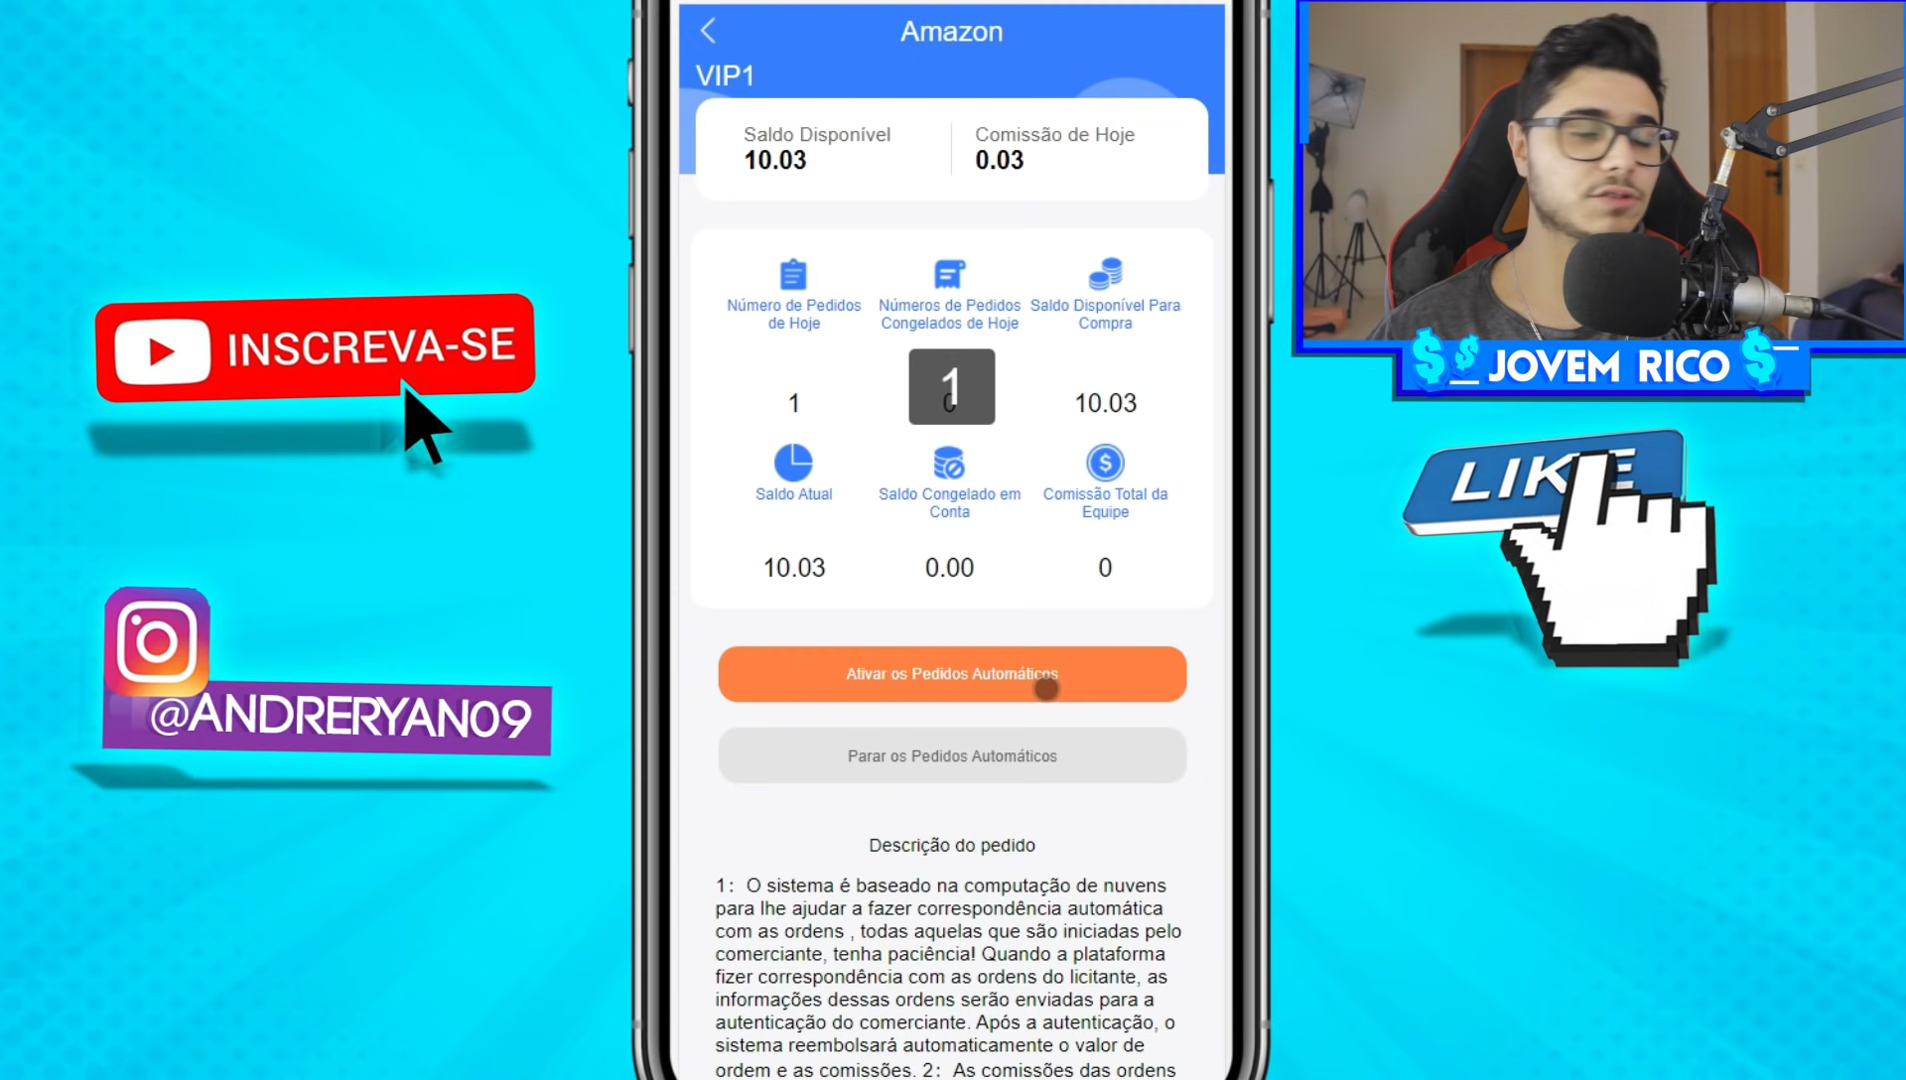 Amazon
VIP1
Saldo Disponível
10.03
Comissão de Hoje
0.03
Número de Pedidos
de Hoje
Números de Pedidos
Congelados de Hoje
Saldo Disponível Para
Compra
1
0
1
10.03
Saldo Atual
Saldo Congelado em
Conta
Comissão Total da
Equipe
10.03
0.00
0
Ativar os Pedidos Automáticos
Parar os Pedidos Automáticos
Descrição do pedido
1: O sistema é baseado na computação de nuvens
para lhe ajudar a fazer correspondência automática
com as ordens , todas aquelas que são iniciadas pelo
comerciante, tenha paciência! Quando a plataforma
fizer correspondência com as ordens do licitante, as
informações dessas ordens serão enviadas para a
autenticação do comerciante. Após a autenticação, o
sistema reembolsará automaticamente o valor de
ordem e as comissões. 2: As comissões das ordens
INSCREVA-SE
@ANDRERYAN09
$ $ JOVEM RICO $
LIKE